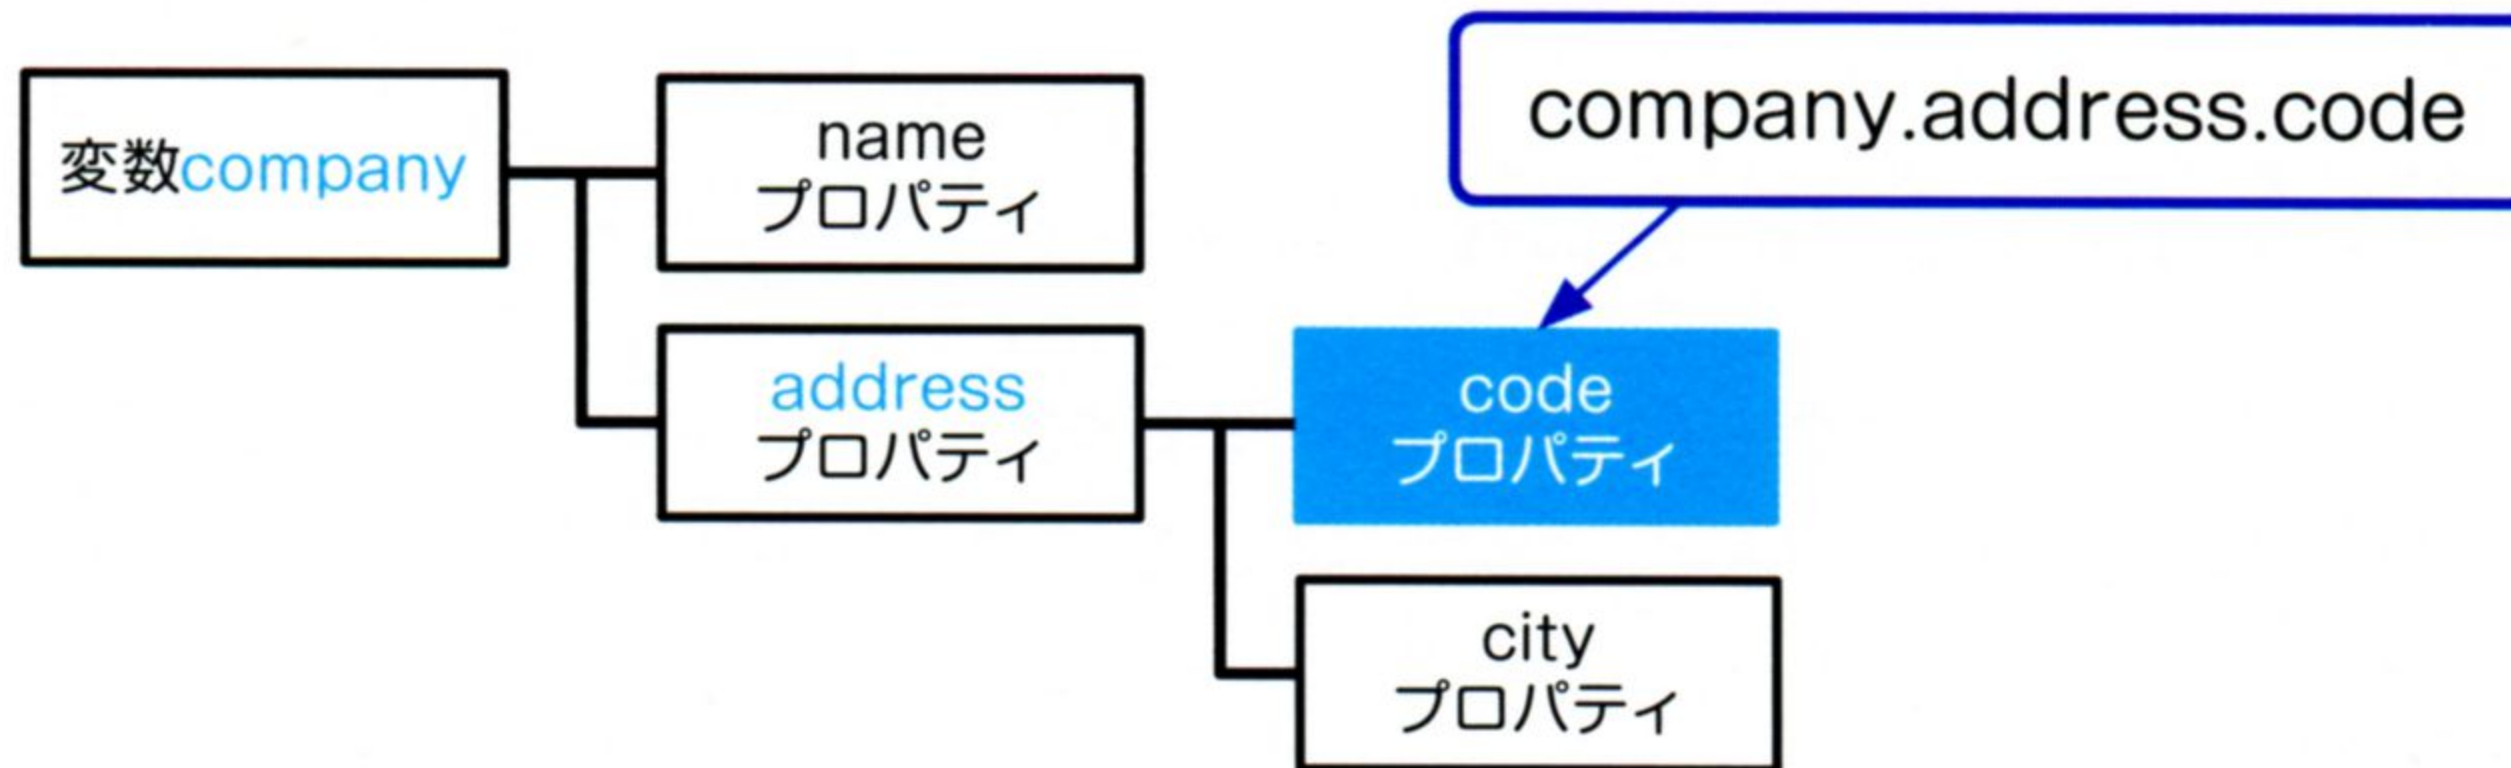 変数company
name
プロパティ
company.address.code
address
プロパティ
code
プロパティ
city
プロパティ